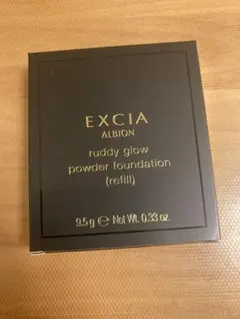 EXCIA
ALBION
ruddy glow
powder foundation
(refill)
9.5 g ℮ Net Wt. 0.33 oz.